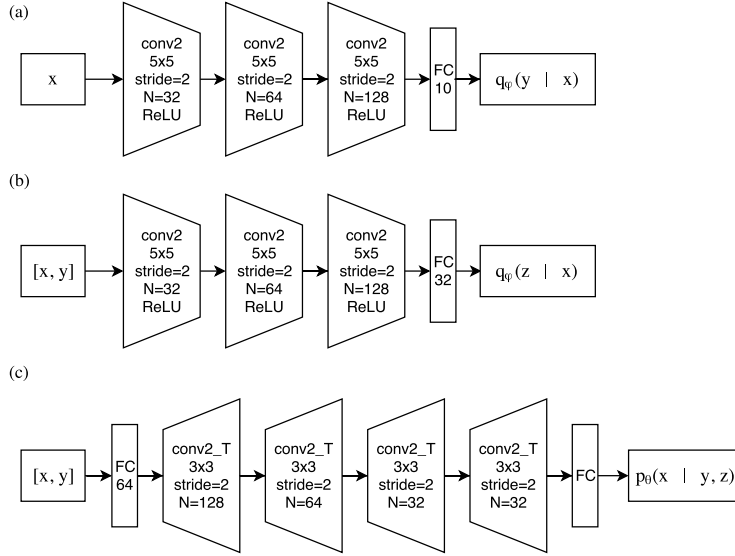 (a)
x
conv2
5x5
stride=2
N=32
ReLU
conv2
5x5
stride=2
N=64
ReLU
conv2
5x5
stride=2
N=128
ReLU
FC
10
qφ(y | x)
(b)
[x, y]
conv2
5x5
stride=2
N=32
ReLU
conv2
5x5
stride=2
N=64
ReLU
conv2
5x5
stride=2
N=128
ReLU
FC
32
qφ(z | x)
(c)
[x, y]
FC
64
conv2_T
3x3
stride=2
N=128
conv2_T
3x3
stride=2
N=64
conv2_T
3x3
stride=2
N=32
conv2_T
3x3
stride=2
N=32
FC
pθ(x | y, z)